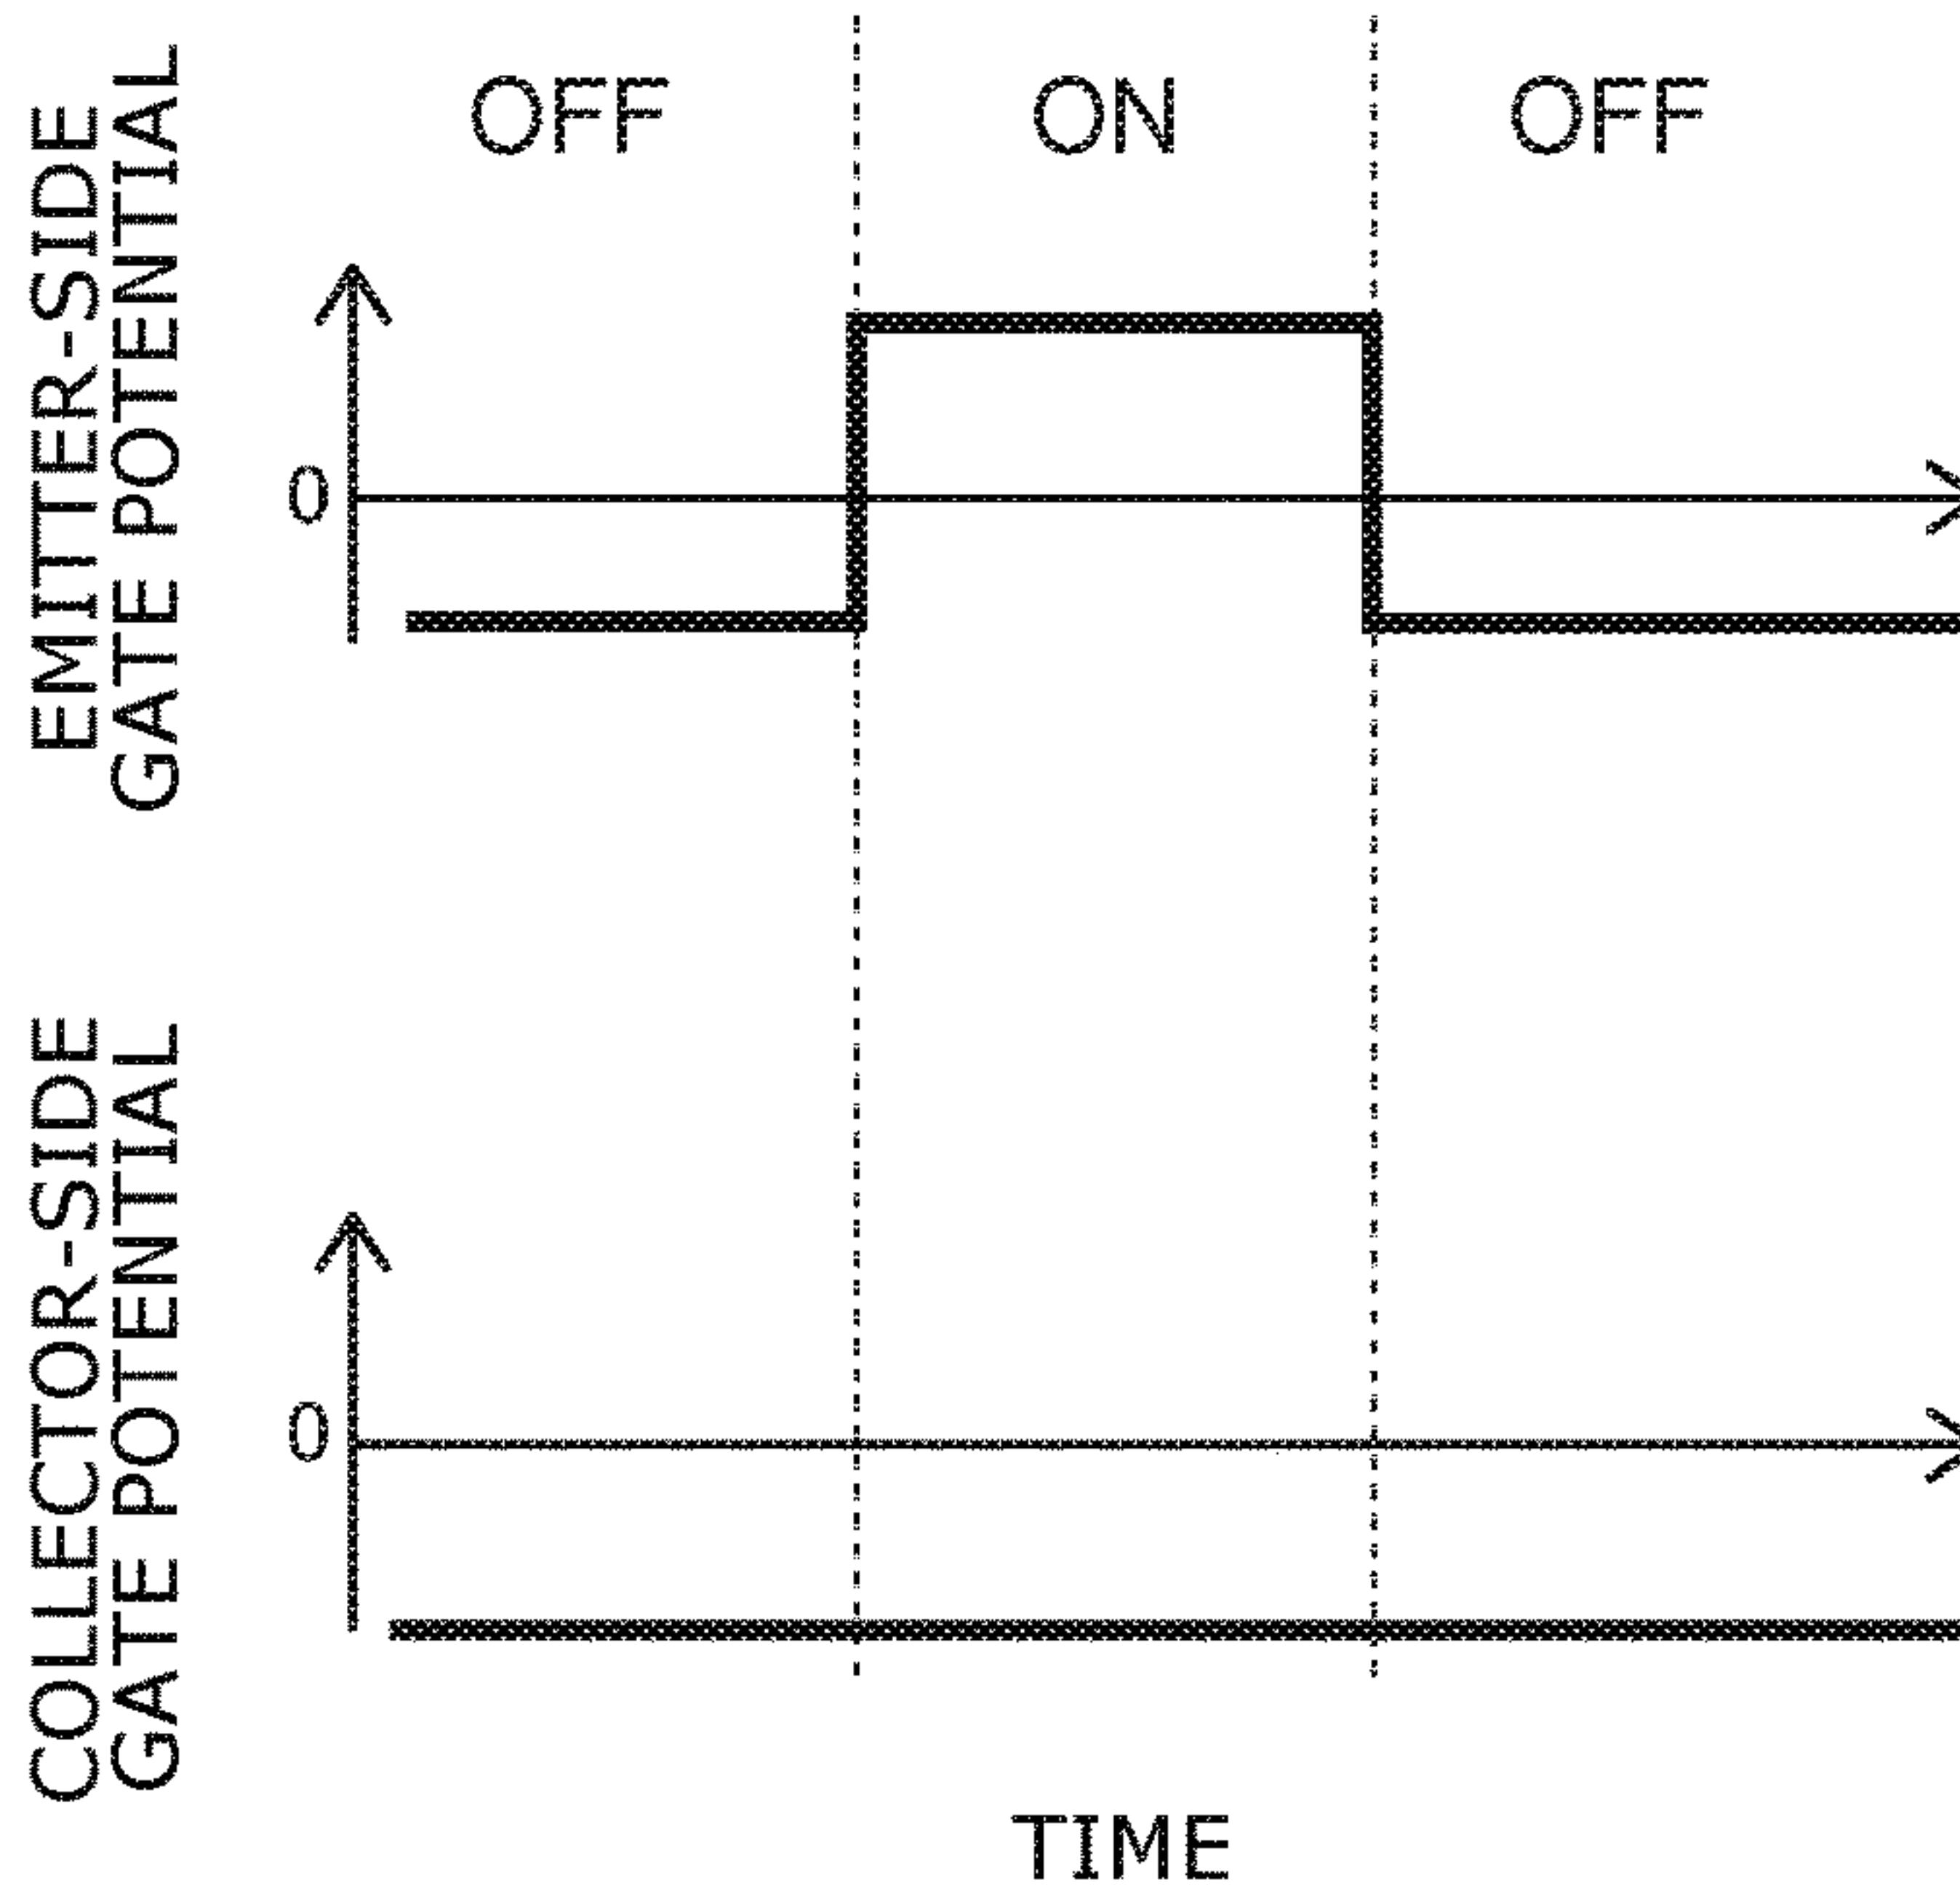 OFF ON OFF
EMITTER-SIDE
GATE POTENTIAL
0
COLLECTOR-SIDE
GATE POTENTIAL
0
TIME